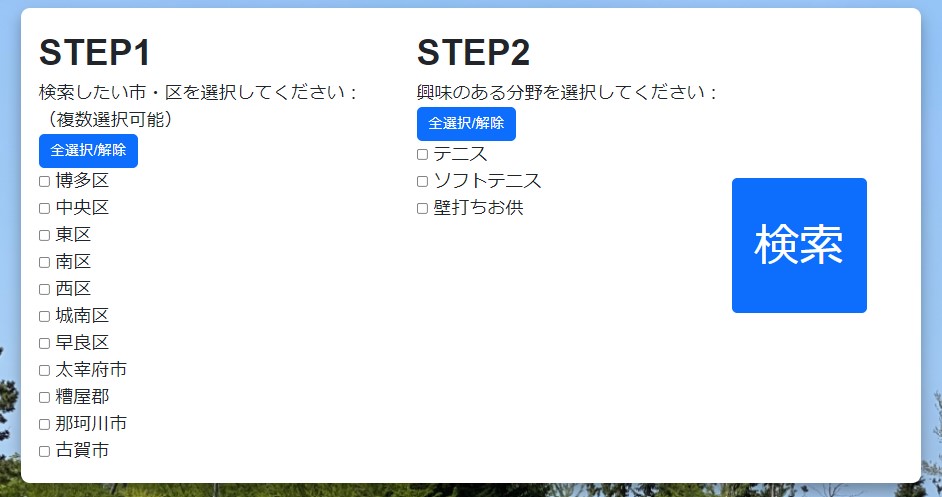 STEP1
検索したい市・区を選択してください：
（複数選択可能）
全選択/解除
博多区
中央区
東区
南区
西区
城南区
早良区
太宰府市
糟屋郡
那珂川市
古賀市
STEP2
興味のある分野を選択してください：
全選択/解除
テニス
ソフトテニス
壁打ちお供
検索